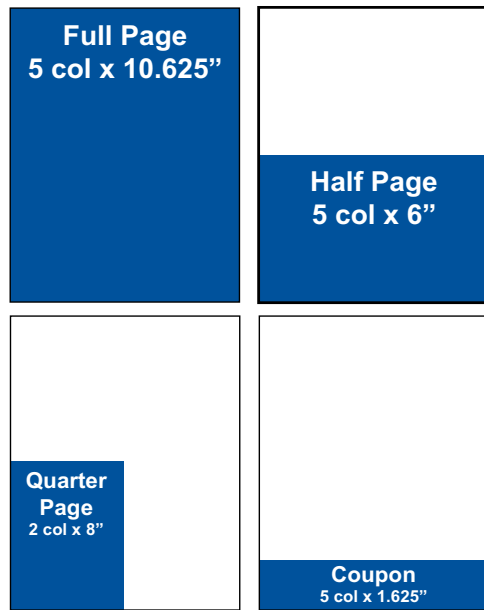 Full Page
5 col x 10.625”
Half Page
5 col x 6”
Quarter
Page
2 col x 8”
Coupon
5 col x 1.625”